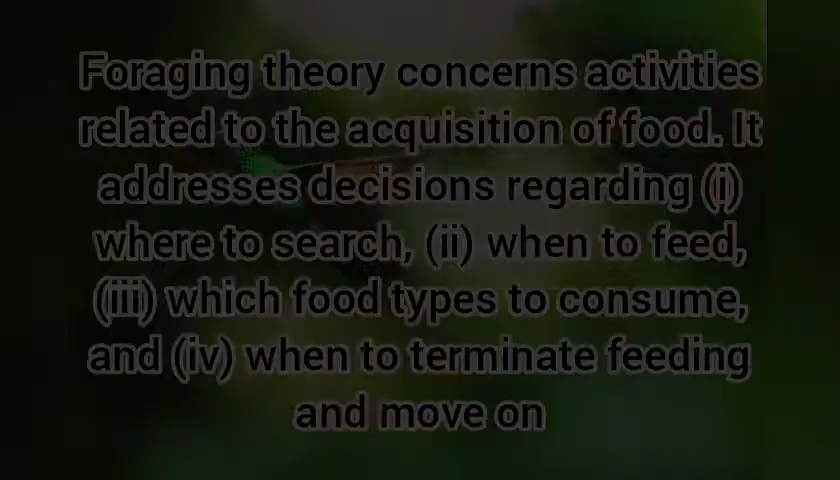 Foraging theory concerns activities
related to the acquisition of food. It
addresses decisions regarding (i)
where to search, (ii) when to feed,
(iii) which food types to consume,
and (iv) when to terminate feeding
and move on